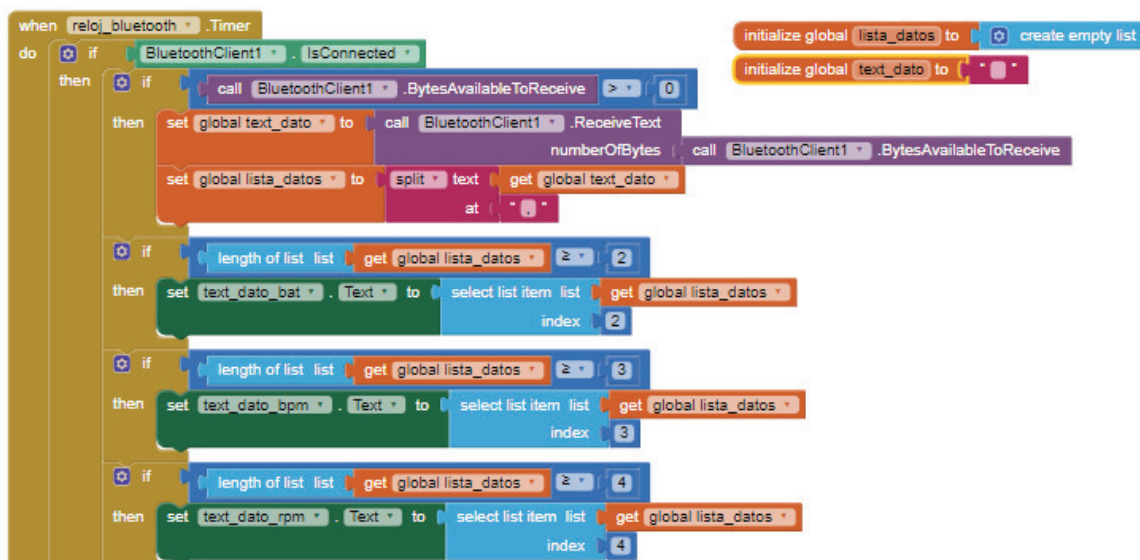 when reloj_bluetooth .Timer
do if BluetoothClient1 . IsConnected
then if call BluetoothClient1 .BytesAvailableToReceive > 0
then set global text_dato to call BluetoothClient1 .ReceiveText
numberOfBytes call BluetoothClient1 .BytesAvailableToReceive
set global lista_datos to split text get global text_dato
at " , "
if length of list list get global lista_datos ≥ 2
then set text_dato_bat . Text to select list item list get global lista_datos
index 2
if length of list list get global lista_datos ≥ 3
then set text_dato_bpm . Text to select list item list get global lista_datos
index 3
if length of list list get global lista_datos ≥ 4
then set text_dato_rpm . Text to select list item list get global lista_datos
index 4
initialize global lista_datos to create empty list
initialize global text_dato to " "